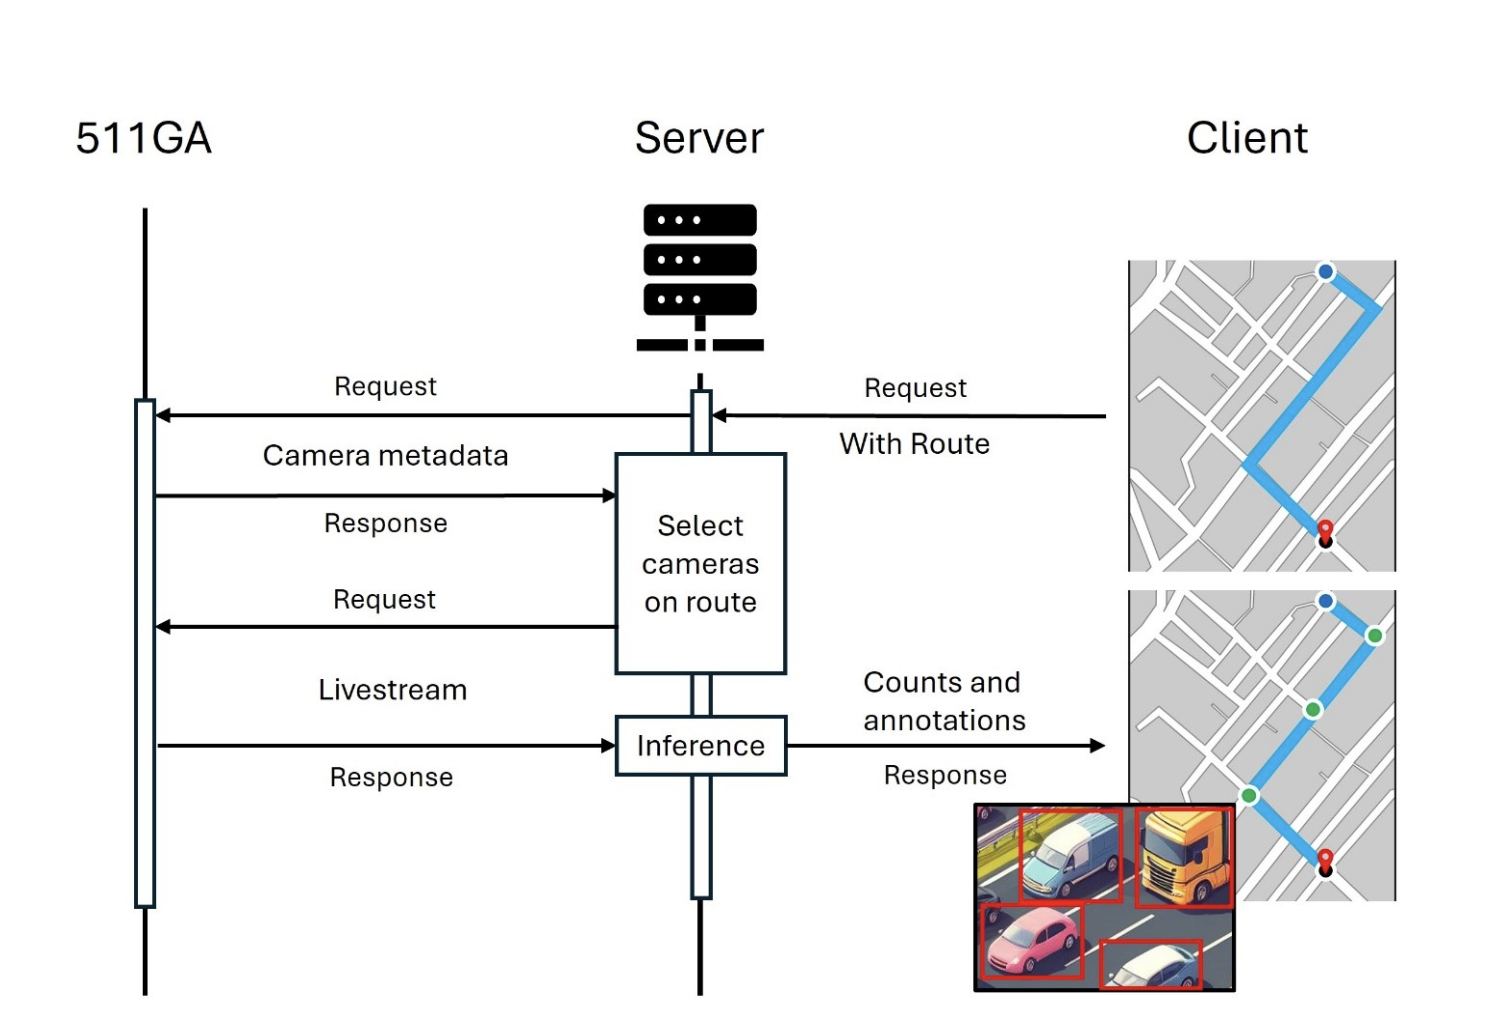 511GA
Server
Client
Request
Request
With Route
Camera metadata
Response
Select
cameras
on route
Request
Livestream
Response
Inference
Counts and
annotations
Response